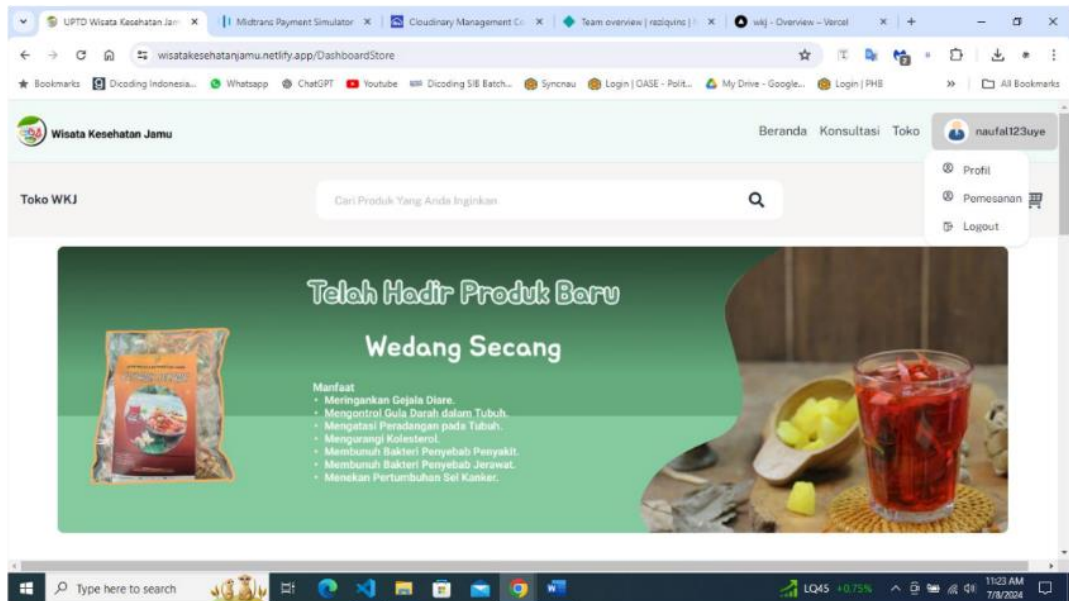 UPTD Wisata Kesehatan Jam
Midtrans Payment Simulator
Cloudinary Management Co
Team overview | reziqvins |
wkj - Overview – Vercel
wisatakesehatanjamu.netlify.app/DashboardStore
Bookmarks
Dicoding Indonesia...
Whatsapp
ChatGPT
Youtube
Dicoding SIB Batch...
Syncnau
Login | OASE - Polit...
My Drive - Google...
Login | PHB
All Bookmarks
Wisata Kesehatan Jamu
Beranda Konsultasi Toko
naufal123uye
Profil
Toko WKJ
Cari Produk Yang Anda Inginkan
Pemesanan
Logout
Telah Hadir Produk Baru
Wedang Secang
Manfaat
• Meringankan Gejala Diare.
• Mengontrol Gula Darah dalam Tubuh.
• Mengatasi Peradangan pada Tubuh.
• Mengurangi Kolesterol.
• Membunuh Bakteri Penyebab Penyakit.
• Membunuh Bakteri Penyebab Jerawat.
• Menekan Pertumbuhan Sel Kanker.
Type here to search
LQ45 +0.75%
11:23 AM
7/8/2024